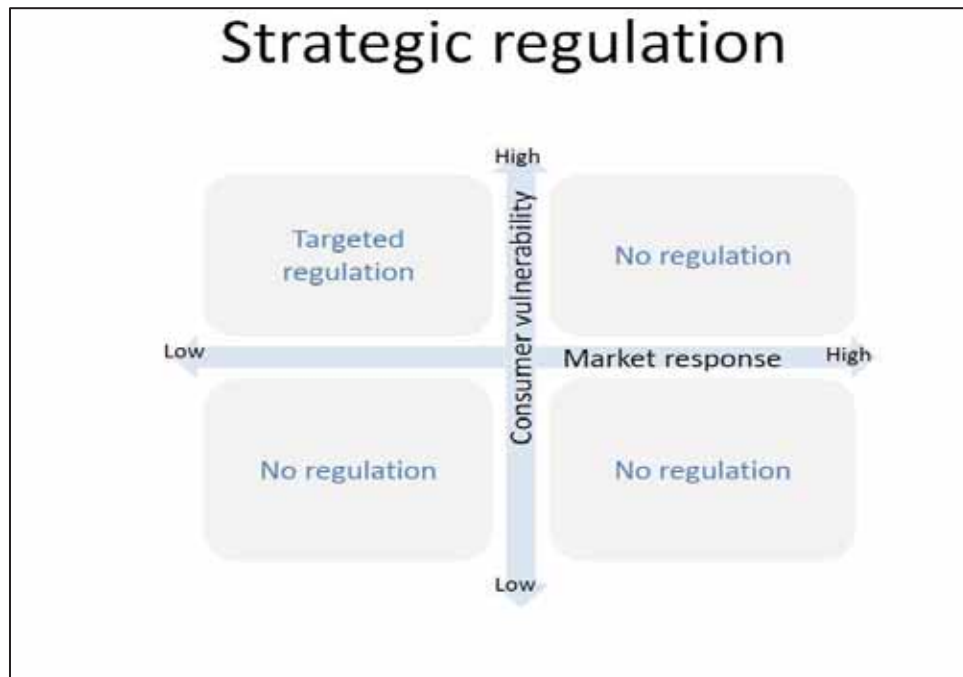 Strategic regulation
High
Targeted
regulation
No regulation
Consumer vulnerability
Low
Market response
High
No regulation
No regulation
Low